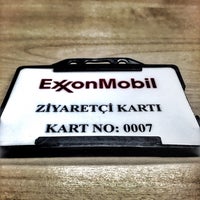 ExxonMobil
ZİYARETÇİ KARTI
KART NO: 0007